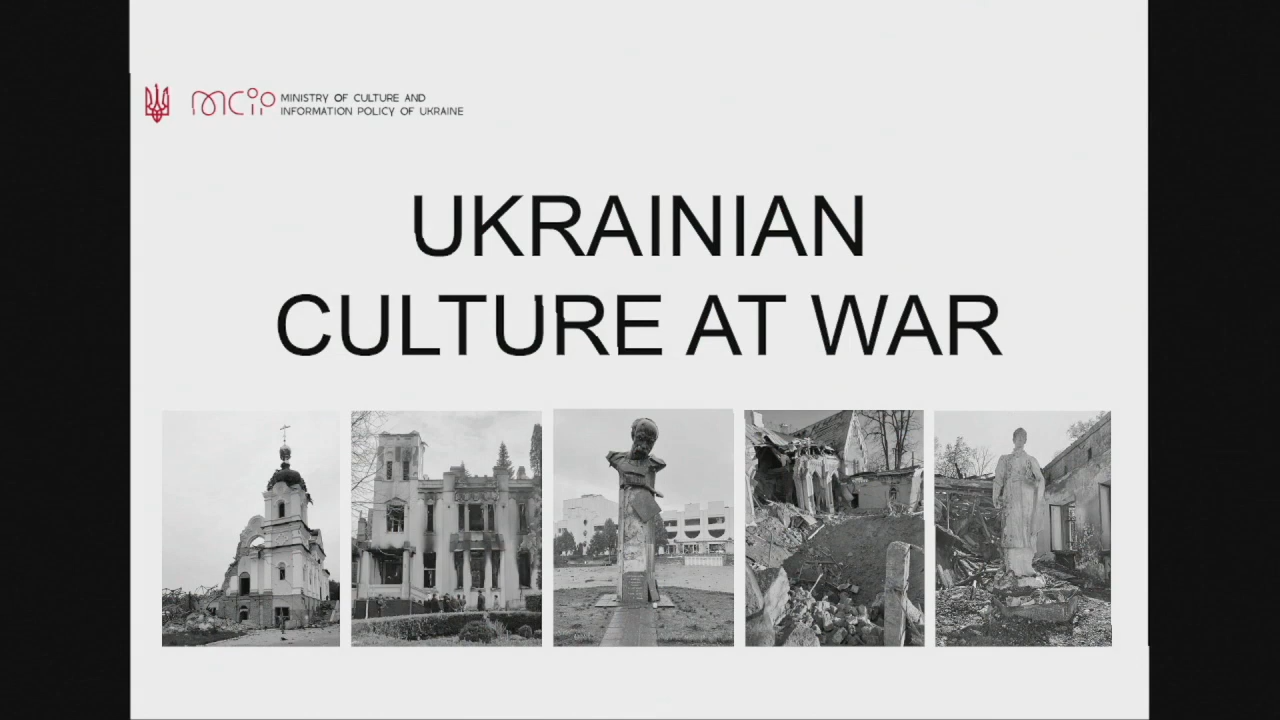 mcip
MINISTRY OF CULTURE AND
INFORMATION POLICY OF UKRAINE
UKRAINIAN
CULTURE AT WAR